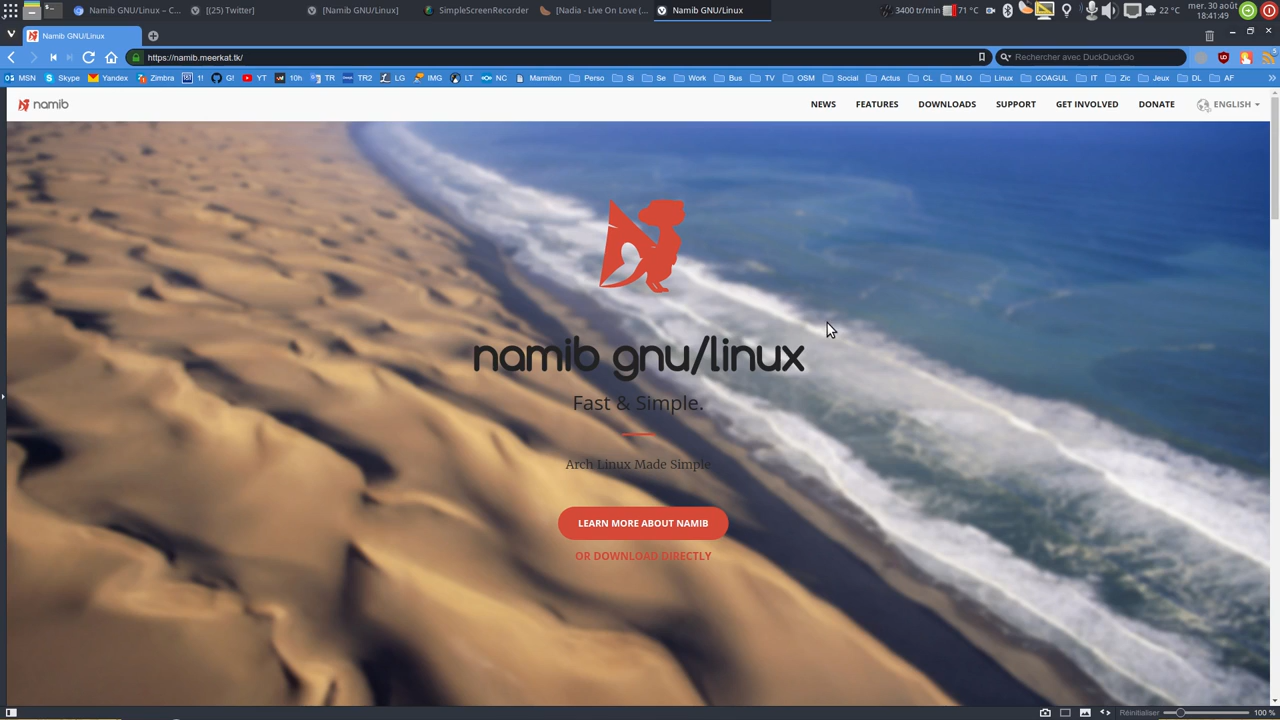 Namib GNU/Linux – C...
[(25) Twitter]
[Namib GNU/Linux]
SimpleScreenRecorder
[Nadia - Live On Love (...
Namib GNU/Linux
3400 tr/min
71 °C
22 °C
mer. 30 août
18:41:49
Namib GNU/Linux
https://namib.meerkat.tk/
Rechercher avec DuckDuckGo
MSN Skype Yandex Zimbra 1! G! YT 10h TR TR2 LG IMG LT NC Marmiton Perso Si Se Work Bus TV OSM Social Actus CL MLO Linux COAGUL IT Zic Jeux DL AF
namib
NEWS FEATURES DOWNLOADS SUPPORT GET INVOLVED DONATE ENGLISH
namib gnu/linux
Fast & Simple.
Arch Linux Made Simple
LEARN MORE ABOUT NAMIB
OR DOWNLOAD DIRECTLY
Réinitialiser 100 %